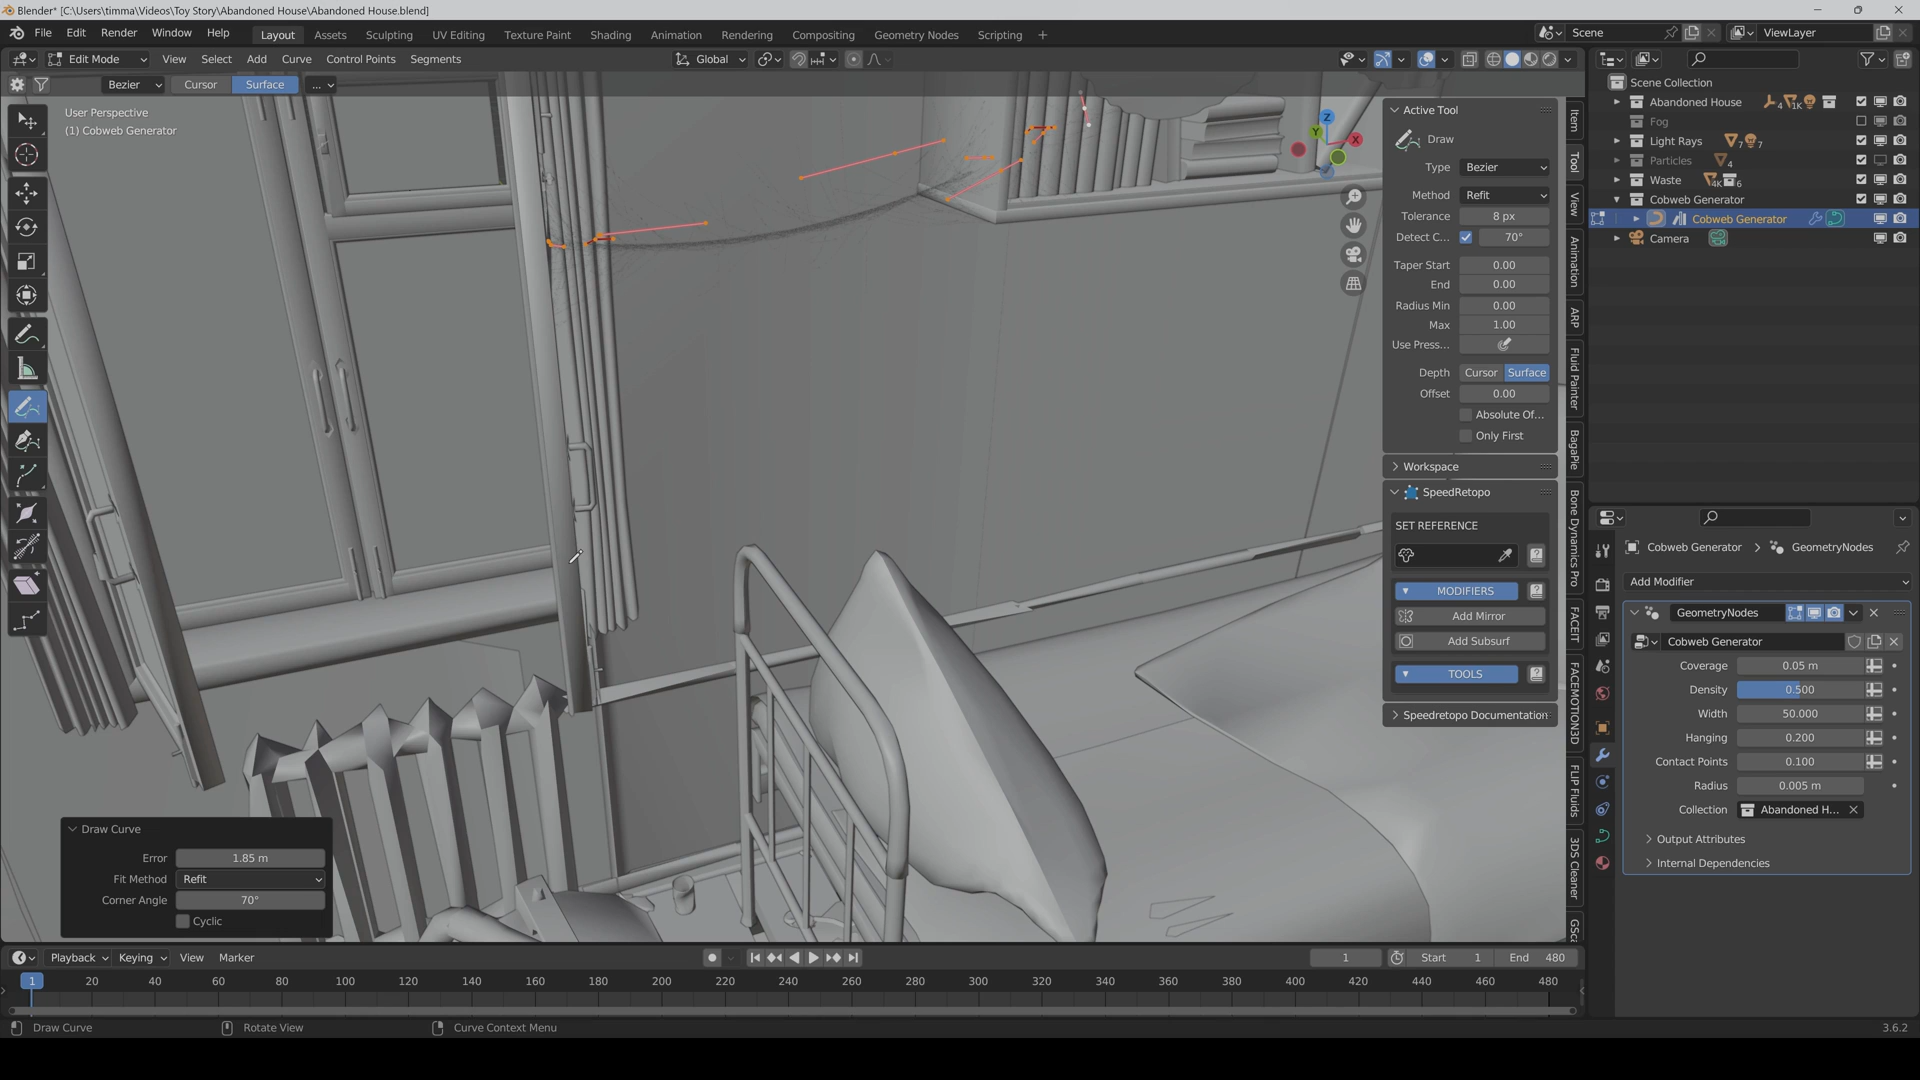 Blender* [C:\Users\timma\Videos\Toy Story\Abandoned House\Abandoned House.blend]
File Edit Render Window Help Layout Assets Sculpting UV Editing Texture Paint Shading Animation Rendering Compositing Geometry Nodes Scripting Scene ViewLayer
Edit Mode View Select Add Curve Control Points Segments Global
Bezier Cursor Surface ...
User Perspective
(1) Cobweb Generator
Z
Y
X
Active Tool
Draw
Type Bezier
Method Refit
Tolerance 8 px
Detect C... 70°
Taper Start 0.00
End 0.00
Radius Min 0.00
Max 1.00
Use Press...
Depth Cursor Surface
Offset 0.00
Absolute Of...
Only First
Workspace
SpeedRetopo
SET REFERENCE
MODIFIERS
Add Mirror
Add Subsurf
TOOLS
Speedretopo Documentation
Item
Tool
View
Animation
ARP
Fluid Painter
BagaPie
Bone Dynamics Pro
FACEIT
FACEMOTION3D
FLIP Fluids
3DS Cleaner
GSca
Scene Collection
Abandoned House 4 1K
Fog
Light Rays 7 7
Particles 4
Waste 4K 6
Cobweb Generator
Cobweb Generator
Camera
Cobweb Generator GeometryNodes
Add Modifier
GeometryNodes
Cobweb Generator
Coverage 0.05 m
Density 0.500
Width 50.000
Hanging 0.200
Contact Points 0.100
Radius 0.005 m
Collection Abandoned H...
Output Attributes
Internal Dependencies
Draw Curve
Error 1.85 m
Fit Method Refit
Corner Angle 70°
Cyclic
Playback Keying View Marker 1 Start 1 End 480
1 20 40 60 80 100 120 140 160 180 200 220 240 260 280 300 320 340 360 380 400 420 440 460 480
Draw Curve Rotate View Curve Context Menu 3.6.2